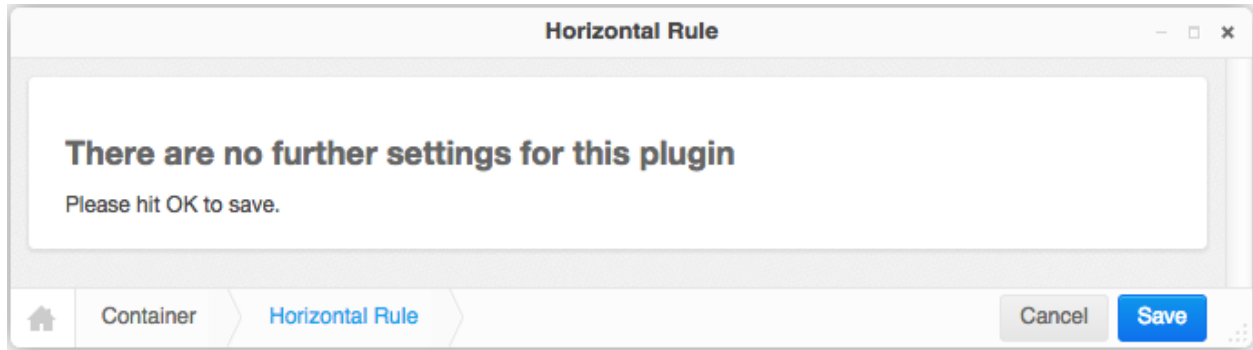 Horizontal Rule
There are no further settings for this plugin
Please hit OK to save.
Container Horizontal Rule Cancel Save